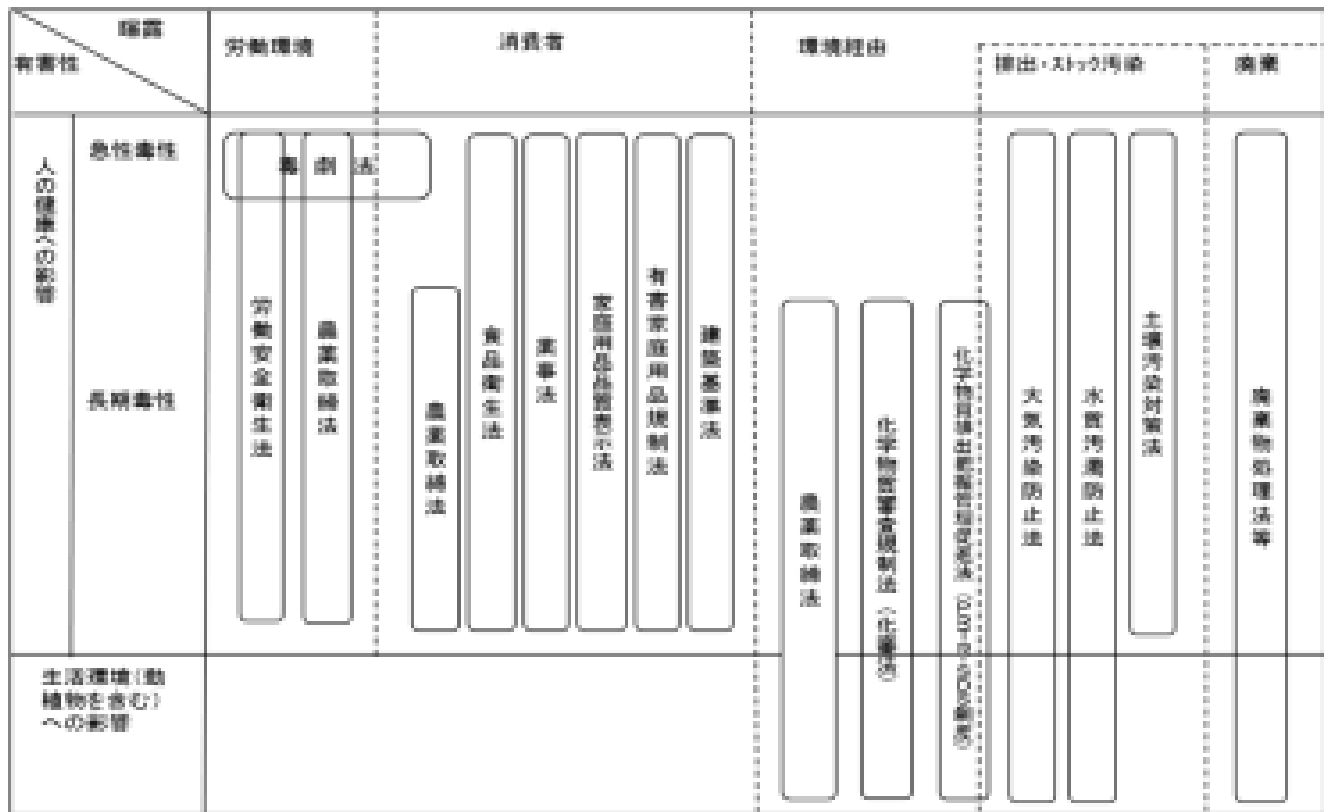 暴露
有害性
労働環境
消費者
環境経由
排出・ストック汚染
廃棄
人の健康への影響
急性毒性
長期毒性
毒劇法
労働安全衛生法
農薬取締法
農薬取締法
食品衛生法
薬事法
家庭用品品質表示法
有害家庭用品規制法
建築基準法
農薬取締法
化学物質審査規制法(化審法)
化学物質排出把握管理促進法
土壌汚染対策法
大気汚染防止法
水質汚濁防止法
廃棄物処理法等
生活環境(動
植物を含む)
への影響